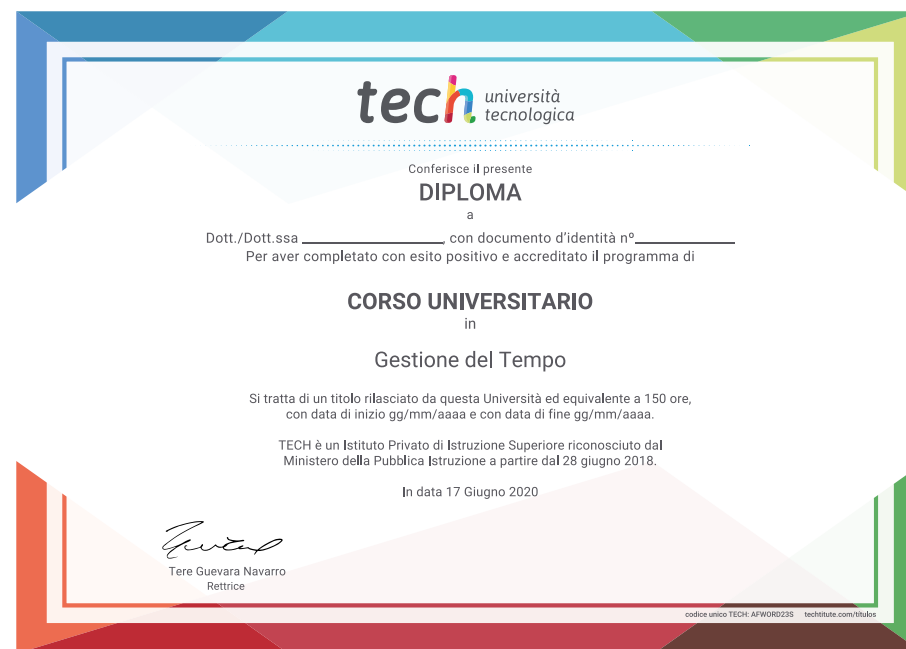 tech università
tecnologica
Conferisce il presente
DIPLOMA
a
Dott./Dott.ssa _________________, con documento d'identità nº____________
Per aver completato con esito positivo e accreditato il programma di
CORSO UNIVERSITARIO
in
Gestione del Tempo
Si tratta di un titolo rilasciato da questa Università ed equivalente a 150 ore,
con data di inizio gg/mm/aaaa e con data di fine gg/mm/aaaa.
TECH è un Istituto Privato di Istruzione Superiore riconosciuto dal
Ministero della Pubblica Istruzione a partire dal 28 giugno 2018.
In data 17 Giugno 2020
Tere Guevara Navarro
Rettrice
codice unico TECH: AFWORD23S techtitute.com/titulos